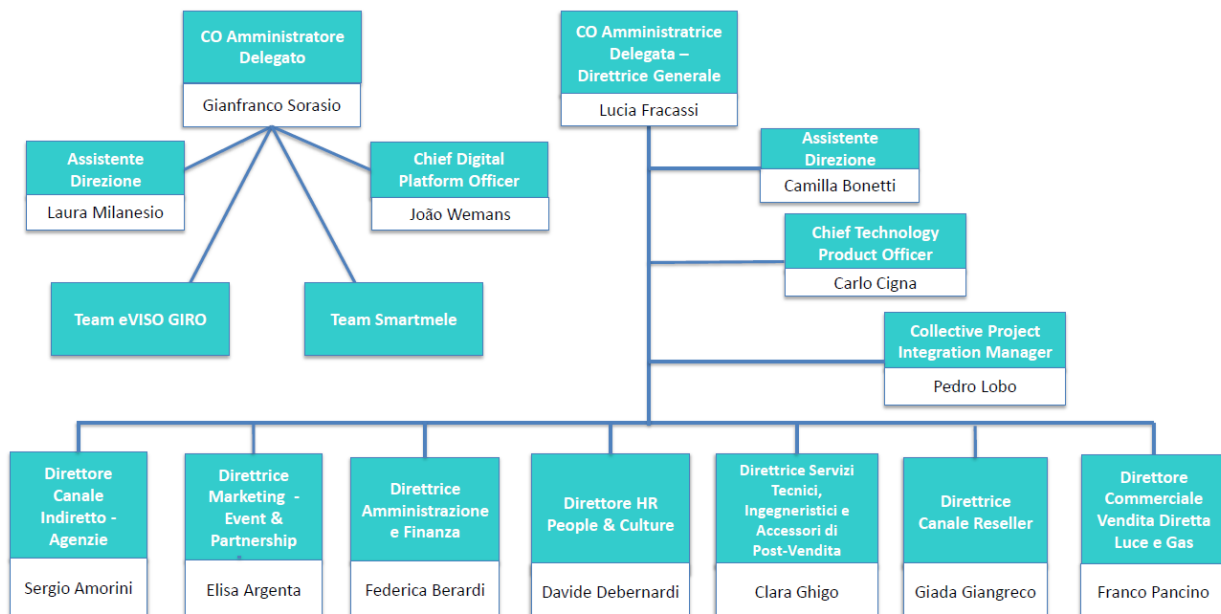 CO Amministratore
Delegato
Gianfranco Sorasio
CO Amministratrice
Delegata –
Direttrice Generale
Lucia Fracassi
Assistente
Direzione
Laura Milanesio
Chief Digital
Platform Officer
João Wemans
Assistente
Direzione
Camilla Bonetti
Chief Technology
Product Officer
Carlo Cigna
Team eVISO GIRO
Team Smartmele
Collective Project
Integration Manager
Pedro Lobo
Direttore
Canale
Indiretto -
Agenzie
Sergio Amorini
Direttrice
Marketing -
Event &
Partnership
Elisa Argenta
Direttrice
Amministrazione
e Finanza
Federica Berardi
Direttore HR
People & Culture
Davide Debernardi
Direttrice Servizi
Tecnici,
Ingegneristici e
Accessori di
Post-Vendita
Clara Ghigo
Direttrice
Canale Reseller
Giada Giangreco
Direttore
Commerciale
Vendita Diretta
Luce e Gas
Franco Pancino